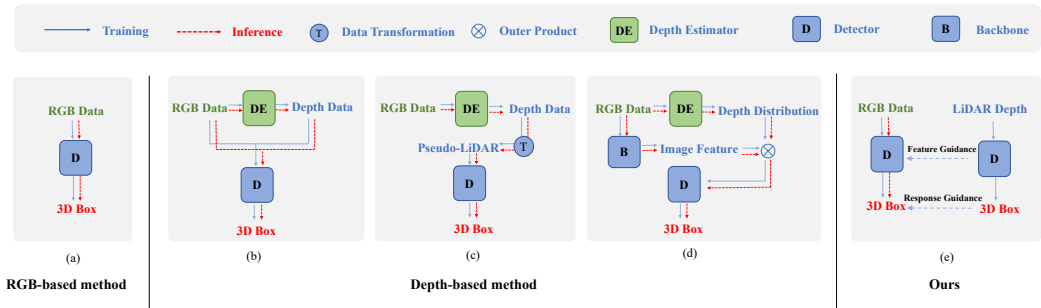 Training
Inference
T
Data Transformation
Outer Product
DE
Depth Estimator
D
Detector
B
Backbone
RGB Data
D
3D Box
(a)
RGB-based method
RGB Data
DE
Depth Data
D
3D Box
(b)
RGB Data
DE
Depth Data
Pseudo-LiDAR
T
D
3D Box
(c)
RGB Data
DE
Depth Distribution
B
Image Feature
D
3D Box
(d)
Depth-based method
RGB Data
LiDAR Depth
D
Feature Guidance
D
3D Box
Response Guidance
3D Box
(e)
Ours